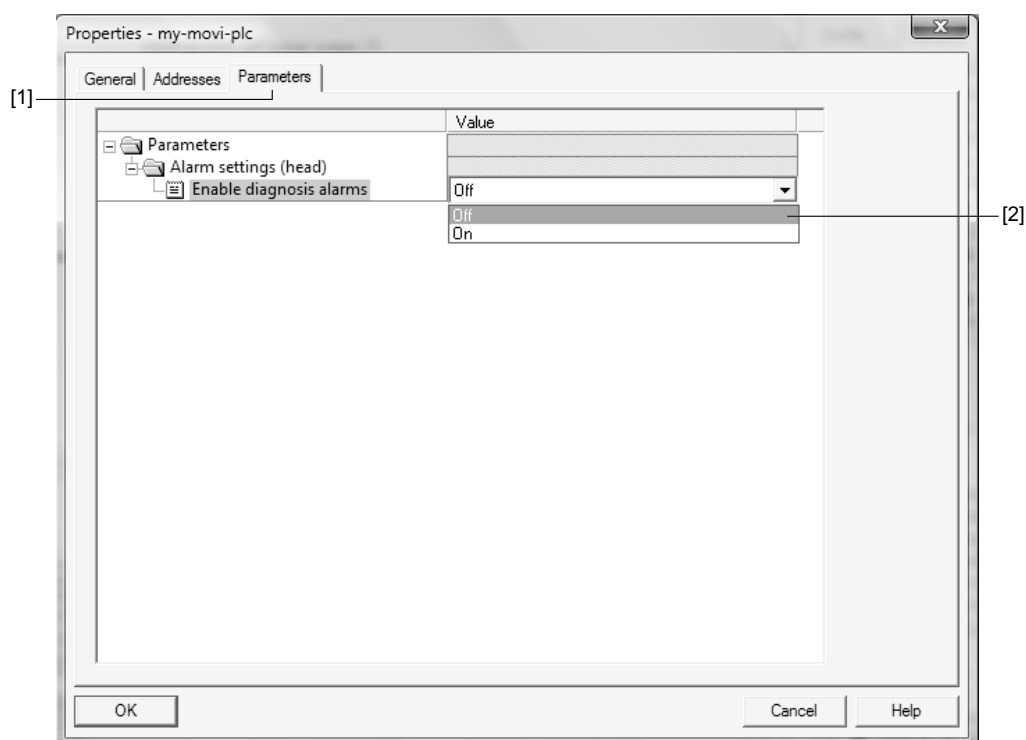 Properties - my-movi-plc
General Addresses Parameters
[1]
Value
Parameters
Alarm settings (head)
Enable diagnosis alarms Off
Off [2]
On
OK Cancel Help